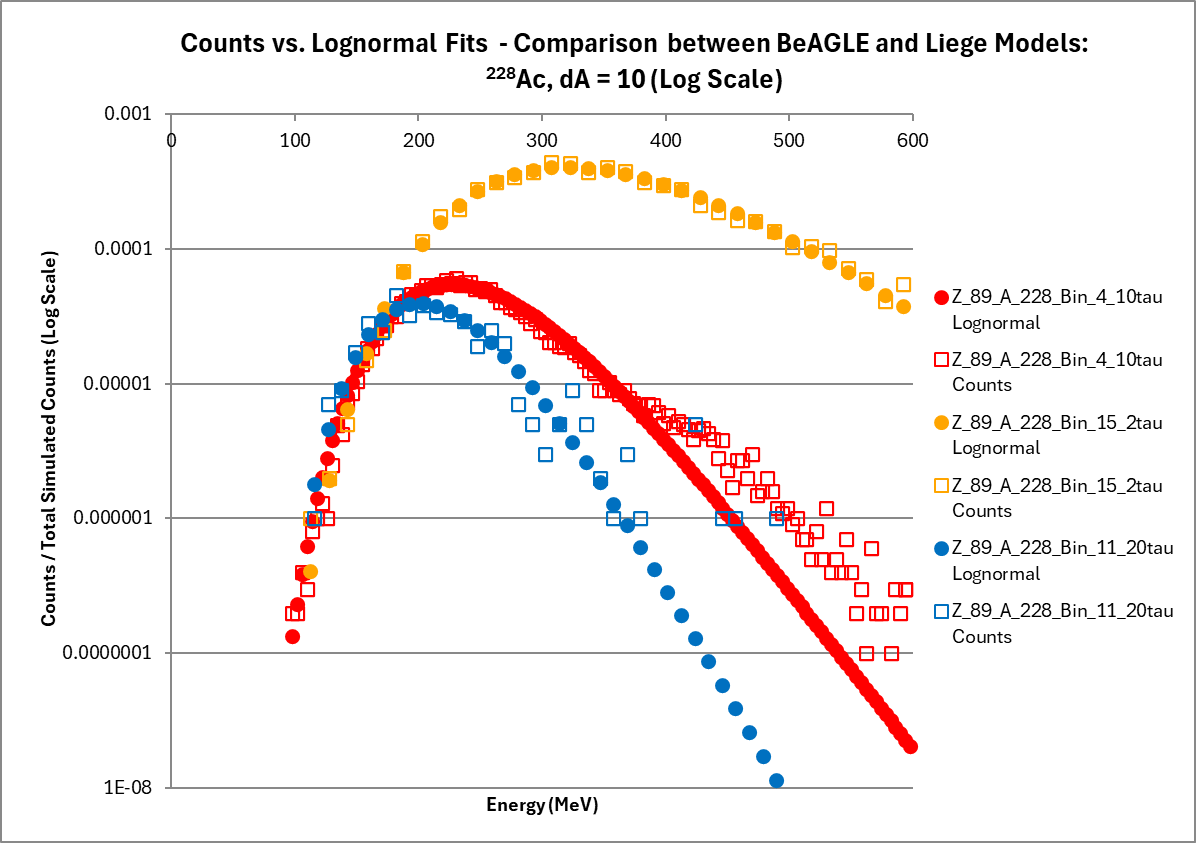 Counts vs. Lognormal Fits - Comparison between BeAGLE and Liege Models:
²²⁸Ac, dA = 10 (Log Scale)
0.001
0 100 200 300 400 500 600
0.0001
0.00001
0.000001
0.0000001
1E-08
Counts / Total Simulated Counts (Log Scale)
Energy (MeV)
Z_89_A_228_Bin_4_10tau
Lognormal
Z_89_A_228_Bin_4_10tau
Counts
Z_89_A_228_Bin_15_2tau
Lognormal
Z_89_A_228_Bin_15_2tau
Counts
Z_89_A_228_Bin_11_20tau
Lognormal
Z_89_A_228_Bin_11_20tau
Counts